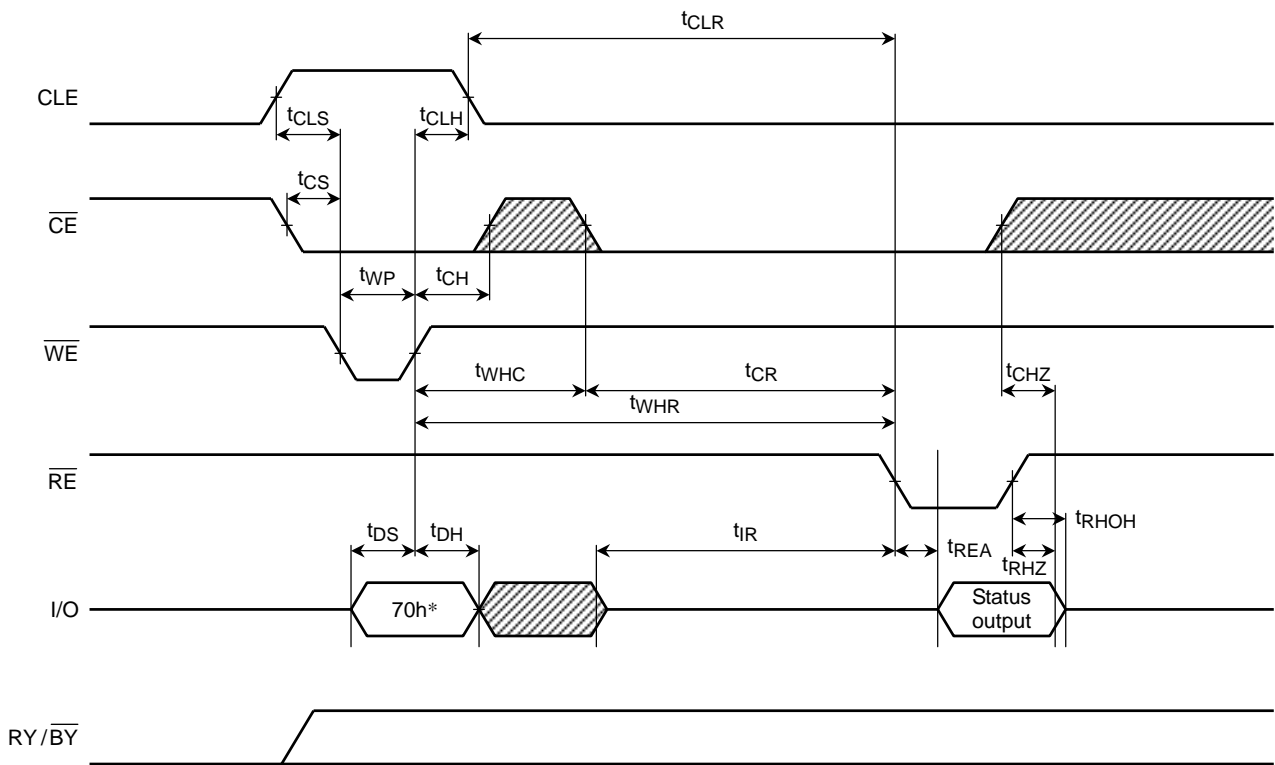 tCLR
CLE
tCLS
tCLH
tCS
CE
tWP
tCH
WE
tWHC
tCR
tCHZ
tWHR
RE
tDS
tDH
tIR
tREA
tRHOH
tRHZ
I/O
70h*
Status
output
RY/BY